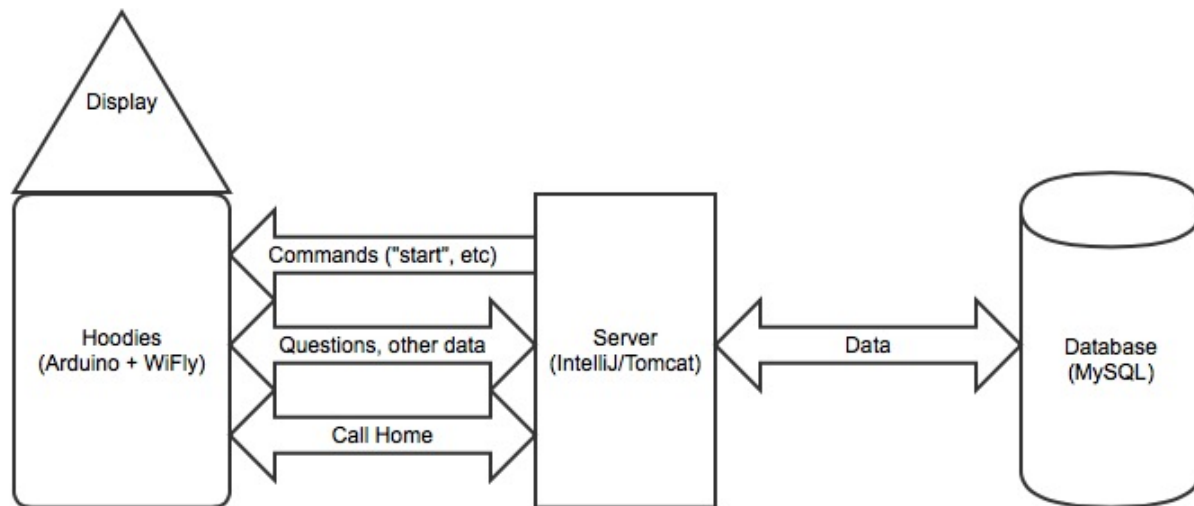 Display
Commands ("start", etc)
Hoodies
(Arduino + WiFly)
Questions, other data
Server
(IntelliJ/Tomcat)
Data
Database
(MySQL)
Call Home